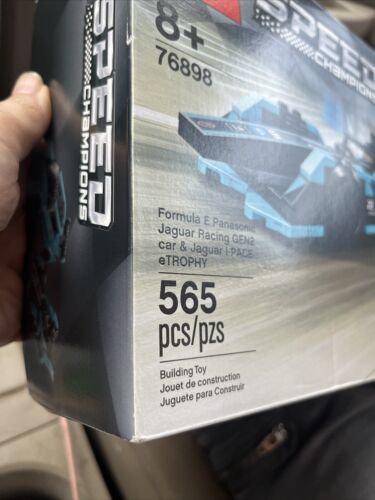 SPEED
CHAMPIONS
8+
76898
SPEED
CHAMPIONS
Formula E Panasonic
Jaguar Racing GEN2
car & Jaguar I-PACE
eTROPHY
565
pcs/pzs
Building Toy
Jouet de construction
Juguete para Construir